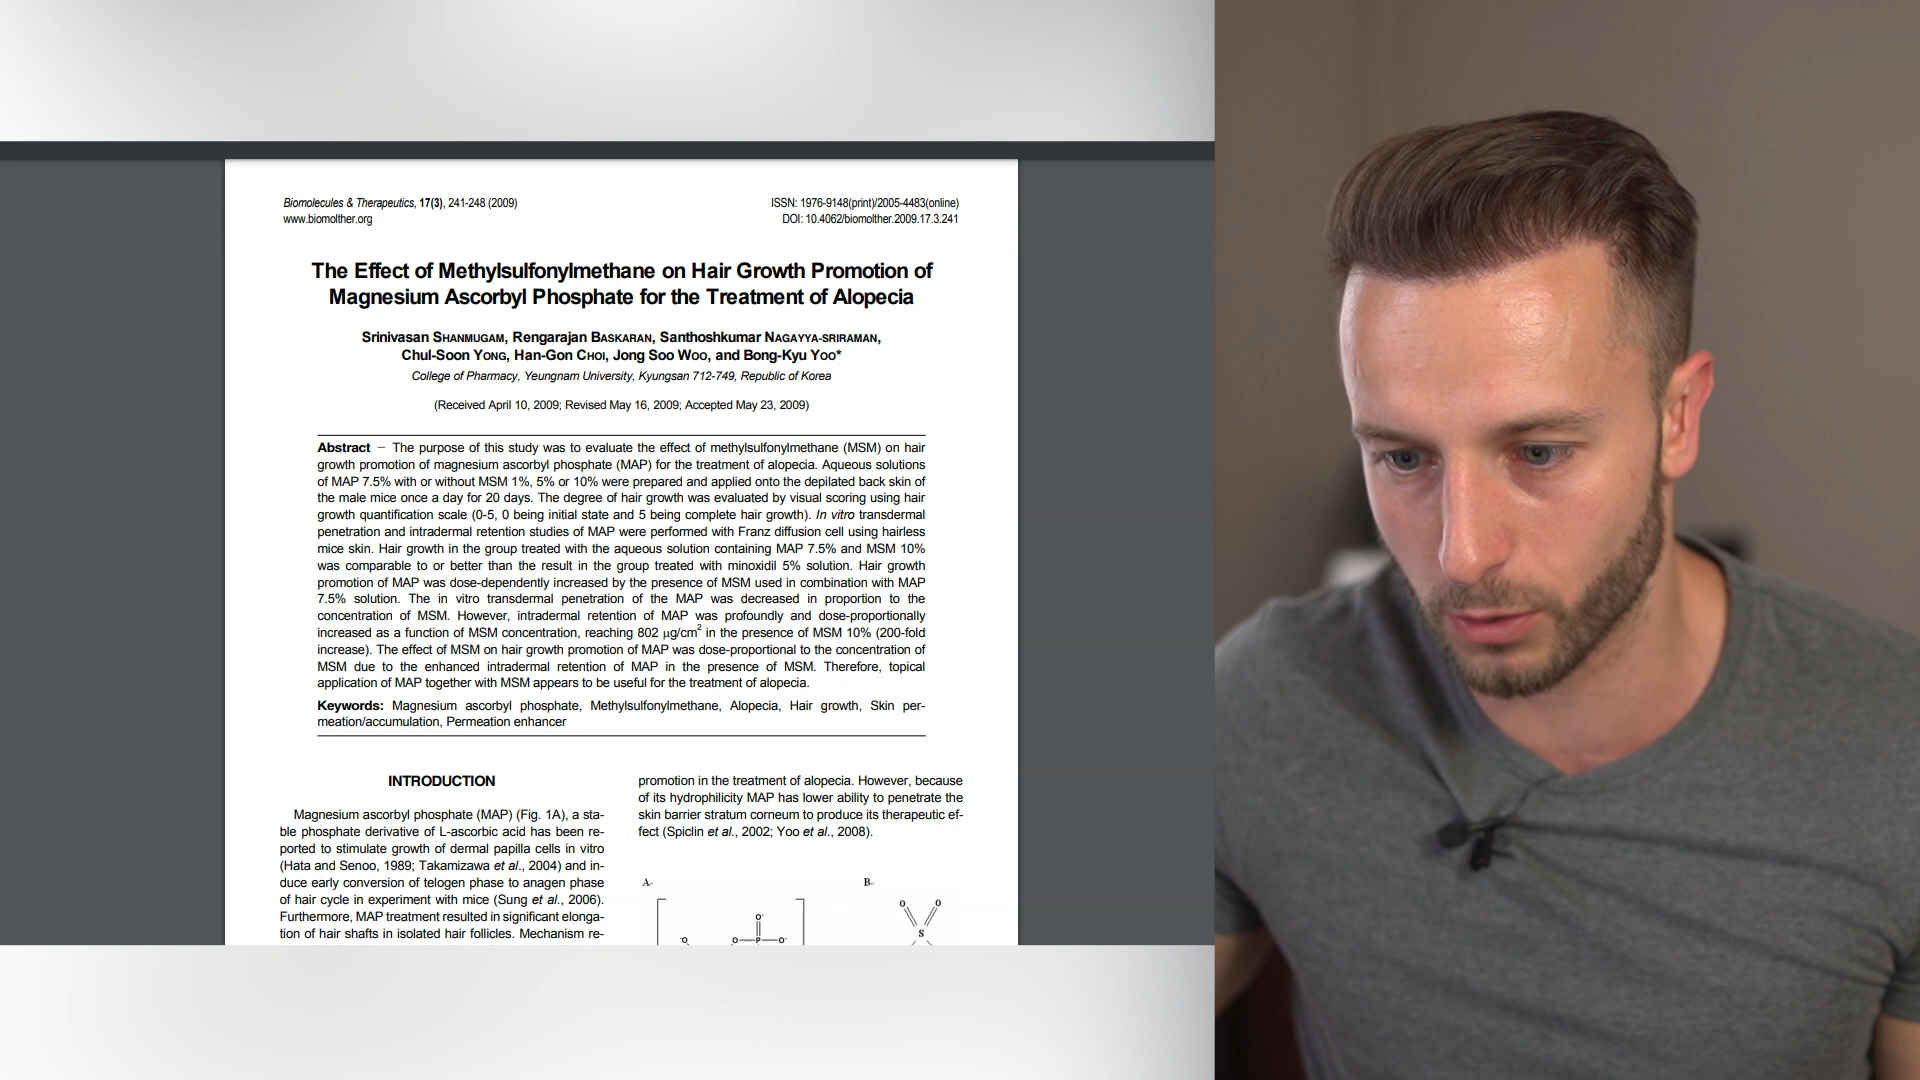 Biomolecules & Therapeutics, 17(3), 241-248 (2009)
www.biomolther.org
ISSN: 1976-9148(print)/2005-4483(online)
DOI: 10.4062/biomolther.2009.17.3.241
The Effect of Methylsulfonylmethane on Hair Growth Promotion of
Magnesium Ascorbyl Phosphate for the Treatment of Alopecia
Srinivasan SHANMUGAM, Rengarajan BASKARAN, Santhoshkumar NAGAYYA-SRIRAMAN,
Chul-Soon YONG, Han-Gon CHOI, Jong Soo WOO, and Bong-Kyu YOO*
College of Pharmacy, Yeungnam University, Kyungsan 712-749, Republic of Korea
(Received April 10, 2009; Revised May 16, 2009; Accepted May 23, 2009)
Abstract − The purpose of this study was to evaluate the effect of methylsulfonylmethane (MSM) on hair
growth promotion of magnesium ascorbyl phosphate (MAP) for the treatment of alopecia. Aqueous solutions
of MAP 7.5% with or without MSM 1%, 5% or 10% were prepared and applied onto the depilated back skin of
the male mice once a day for 20 days. The degree of hair growth was evaluated by visual scoring using hair
growth quantification scale (0-5, 0 being initial state and 5 being complete hair growth). In vitro transdermal
penetration and intradermal retention studies of MAP were performed with Franz diffusion cell using hairless
mice skin. Hair growth in the group treated with the aqueous solution containing MAP 7.5% and MSM 10%
was comparable to or better than the result in the group treated with minoxidil 5% solution. Hair growth
promotion of MAP was dose-dependently increased by the presence of MSM used in combination with MAP
7.5% solution. The in vitro transdermal penetration of the MAP was decreased in proportion to the
concentration of MSM. However, intradermal retention of MAP was profoundly and dose-proportionally
increased as a function of MSM concentration, reaching 802 μg/cm² in the presence of MSM 10% (200-fold
increase). The effect of MSM on hair growth promotion of MAP was dose-proportional to the concentration of
MSM due to the enhanced intradermal retention of MAP in the presence of MSM. Therefore, topical
application of MAP together with MSM appears to be useful for the treatment of alopecia.
Keywords: Magnesium ascorbyl phosphate, Methylsulfonylmethane, Alopecia, Hair growth, Skin per-
meation/accumulation, Permeation enhancer
INTRODUCTION
Magnesium ascorbyl phosphate (MAP) (Fig. 1A), a sta-
ble phosphate derivative of L-ascorbic acid has been re-
ported to stimulate growth of dermal papilla cells in vitro
(Hata and Senoo, 1989; Takamizawa et al., 2004) and in-
duce early conversion of telogen phase to anagen phase
of hair cycle in experiment with mice (Sung et al., 2006).
Furthermore, MAP treatment resulted in significant elonga-
tion of hair shafts in isolated hair follicles. Mechanism re-
promotion in the treatment of alopecia. However, because
of its hydrophilicity MAP has lower ability to penetrate the
skin barrier stratum corneum to produce its therapeutic ef-
fect (Spiclin et al., 2002; Yoo et al., 2008).
A
B
O-
-O
O P O-
O O
S